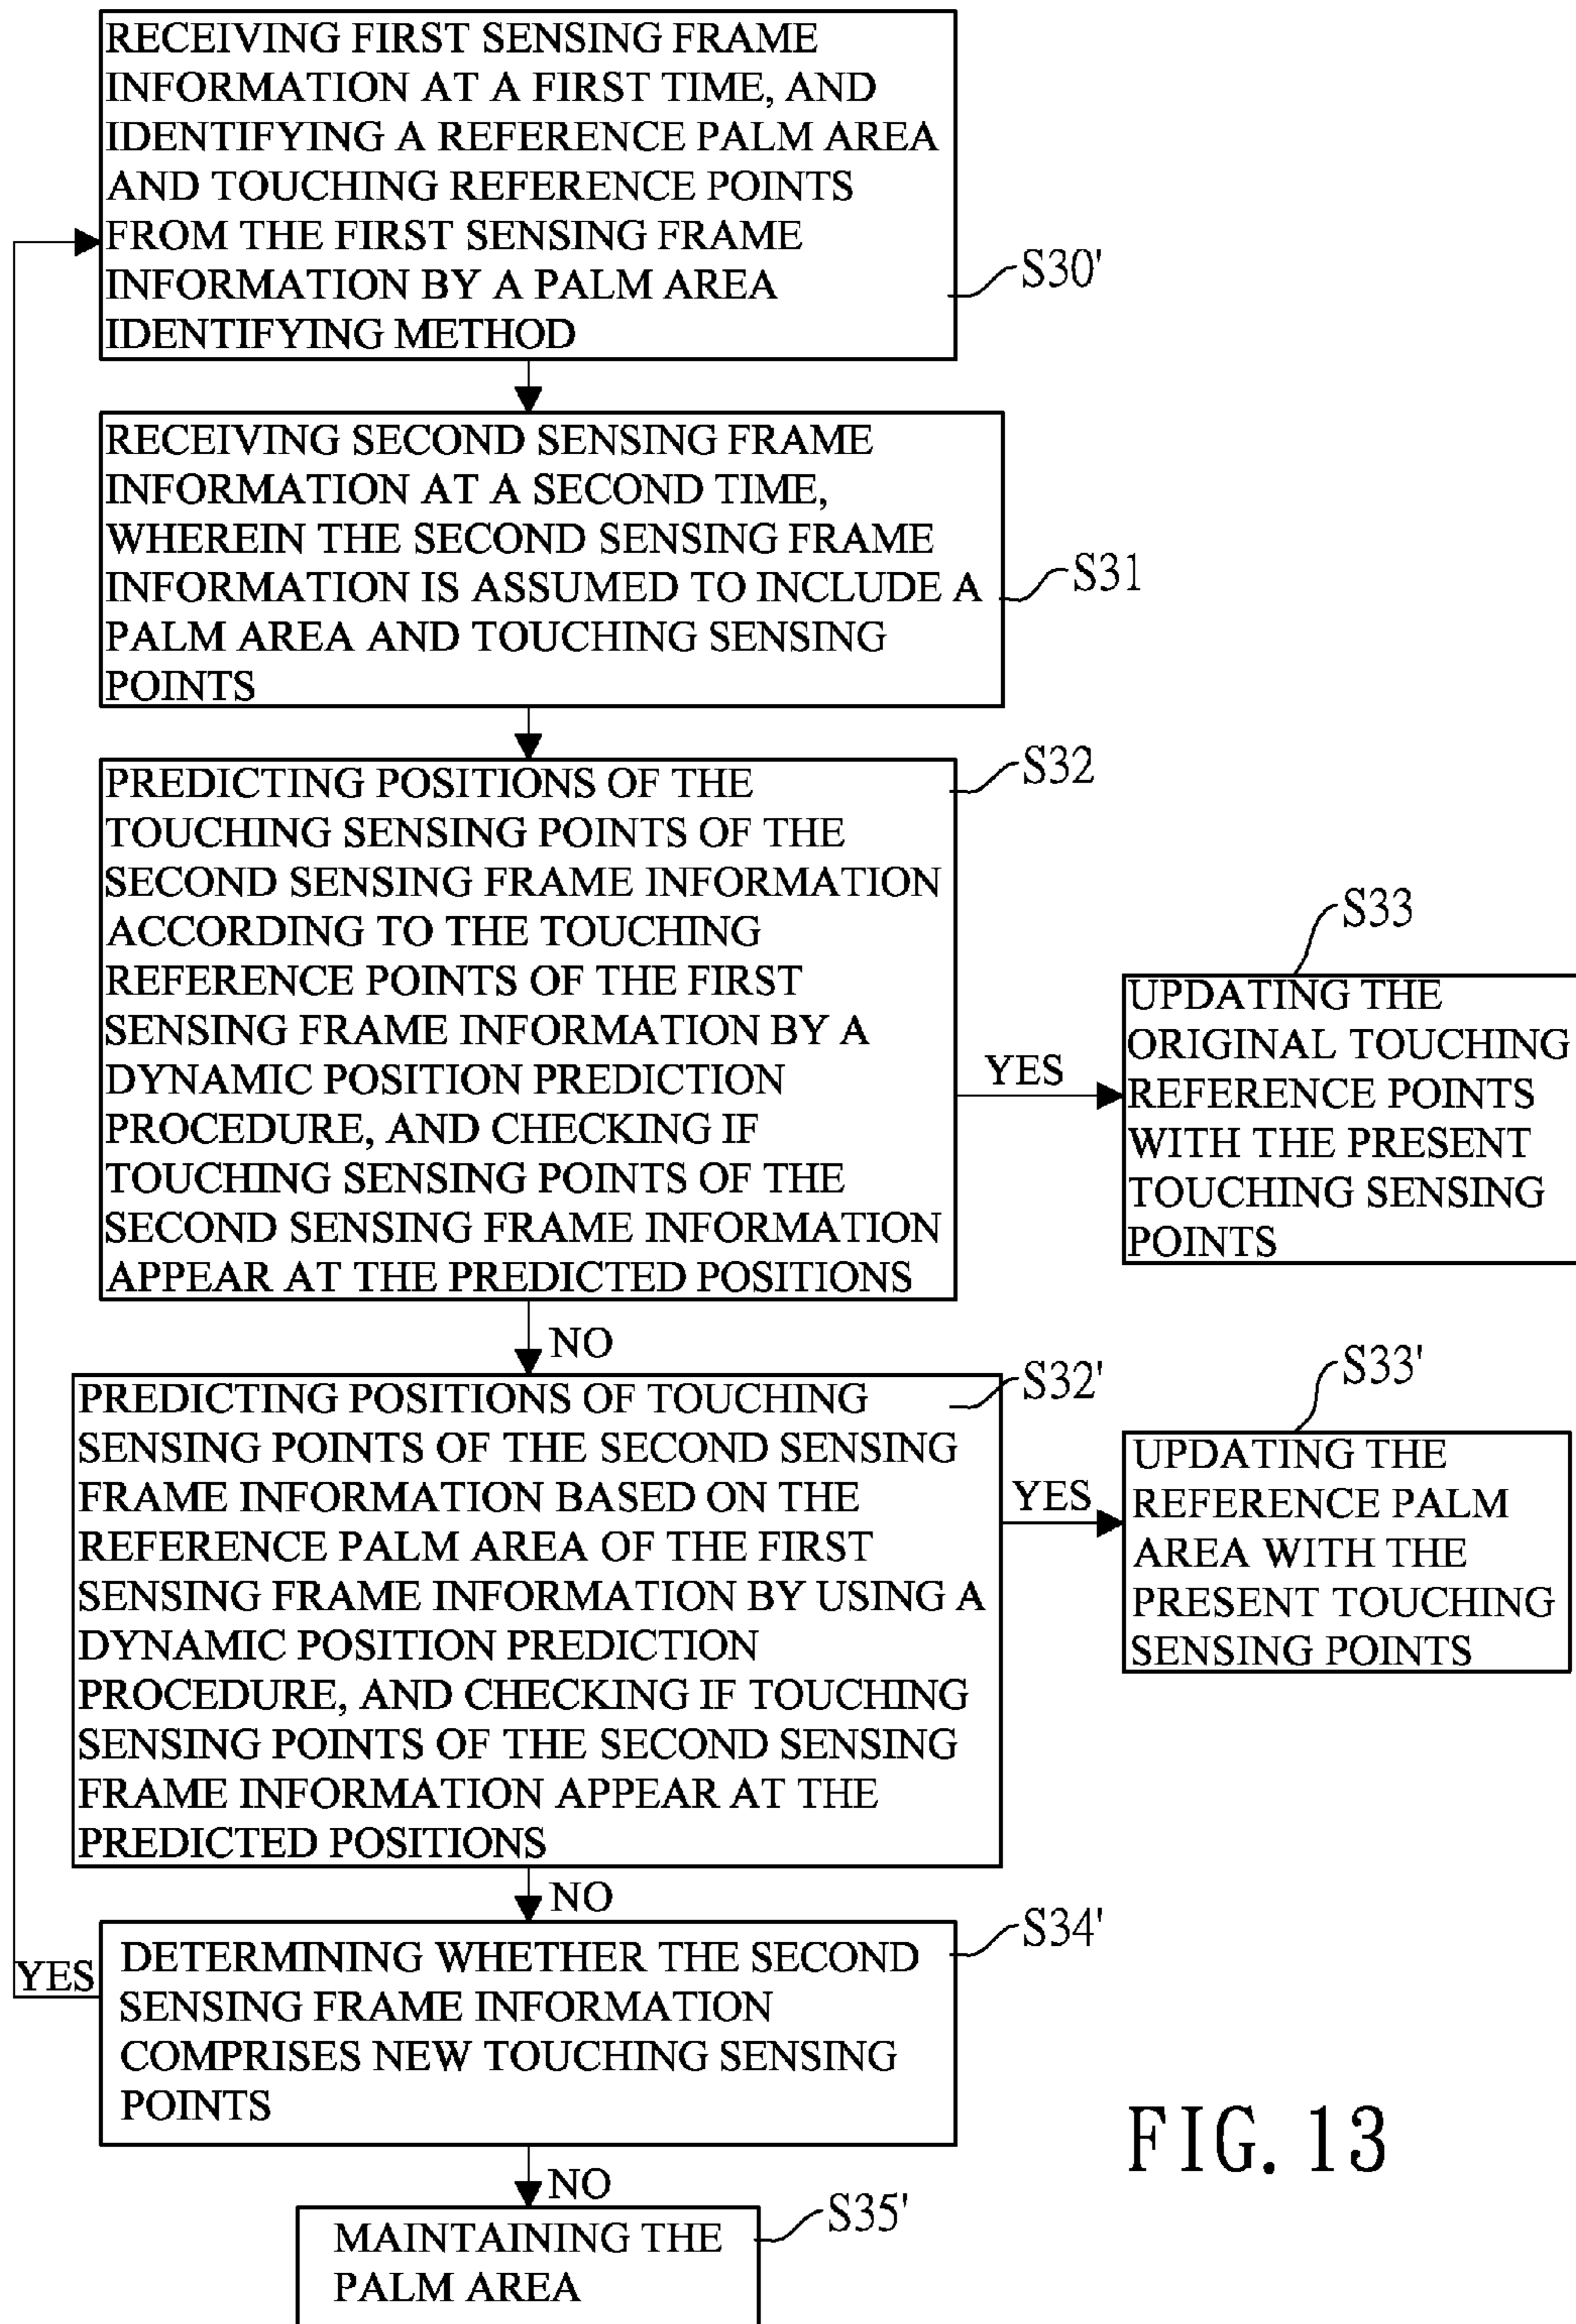 RECEIVING FIRST SENSING FRAME
INFORMATION AT A FIRST TIME, AND
IDENTIFYING A REFERENCE PALM AREA
AND TOUCHING REFERENCE POINTS
FROM THE FIRST SENSING FRAME
INFORMATION BY A PALM AREA
IDENTIFYING METHOD
S30'
RECEIVING SECOND SENSING FRAME
INFORMATION AT A SECOND TIME,
WHEREIN THE SECOND SENSING FRAME
INFORMATION IS ASSUMED TO INCLUDE A
PALM AREA AND TOUCHING SENSING
POINTS
S31
PREDICTING POSITIONS OF THE
TOUCHING SENSING POINTS OF THE
SECOND SENSING FRAME INFORMATION
ACCORDING TO THE TOUCHING
REFERENCE POINTS OF THE FIRST
SENSING FRAME INFORMATION BY A
DYNAMIC POSITION PREDICTION
PROCEDURE, AND CHECKING IF
TOUCHING SENSING POINTS OF THE
SECOND SENSING FRAME INFORMATION
APPEAR AT THE PREDICTED POSITIONS
S32
YES
S33
UPDATING THE
ORIGINAL TOUCHING
REFERENCE POINTS
WITH THE PRESENT
TOUCHING SENSING
POINTS
NO
PREDICTING POSITIONS OF TOUCHING
SENSING POINTS OF THE SECOND SENSING
FRAME INFORMATION BASED ON THE
REFERENCE PALM AREA OF THE FIRST
SENSING FRAME INFORMATION BY USING A
DYNAMIC POSITION PREDICTION
PROCEDURE, AND CHECKING IF TOUCHING
SENSING POINTS OF THE SECOND SENSING
FRAME INFORMATION APPEAR AT THE
PREDICTED POSITIONS
S32'
YES
S33'
UPDATING THE
REFERENCE PALM
AREA WITH THE
PRESENT TOUCHING
SENSING POINTS
NO
DETERMINING WHETHER THE SECOND
SENSING FRAME INFORMATION
COMPRISES NEW TOUCHING SENSING
POINTS
S34'
YES
NO
MAINTAINING THE
PALM AREA
S35'
FIG. 13